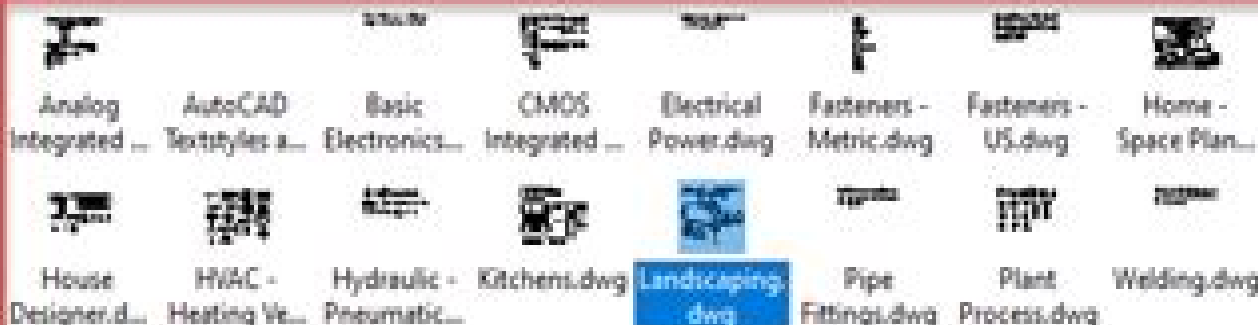 Analog Integrated ...
AutoCAD Textstyles a...
Basic Electronics...
CMOS Integrated ...
Electrical Power.dwg
Fasteners - Metric.dwg
Fasteners - US.dwg
Home - Space Plan...
House Designer.d...
HVAC - Heating Ve...
Hydraulic - Pneumatic...
Kitchens.dwg
Landscaping.dwg
Pipe Fittings.dwg
Plant Process.dwg
Welding.dwg